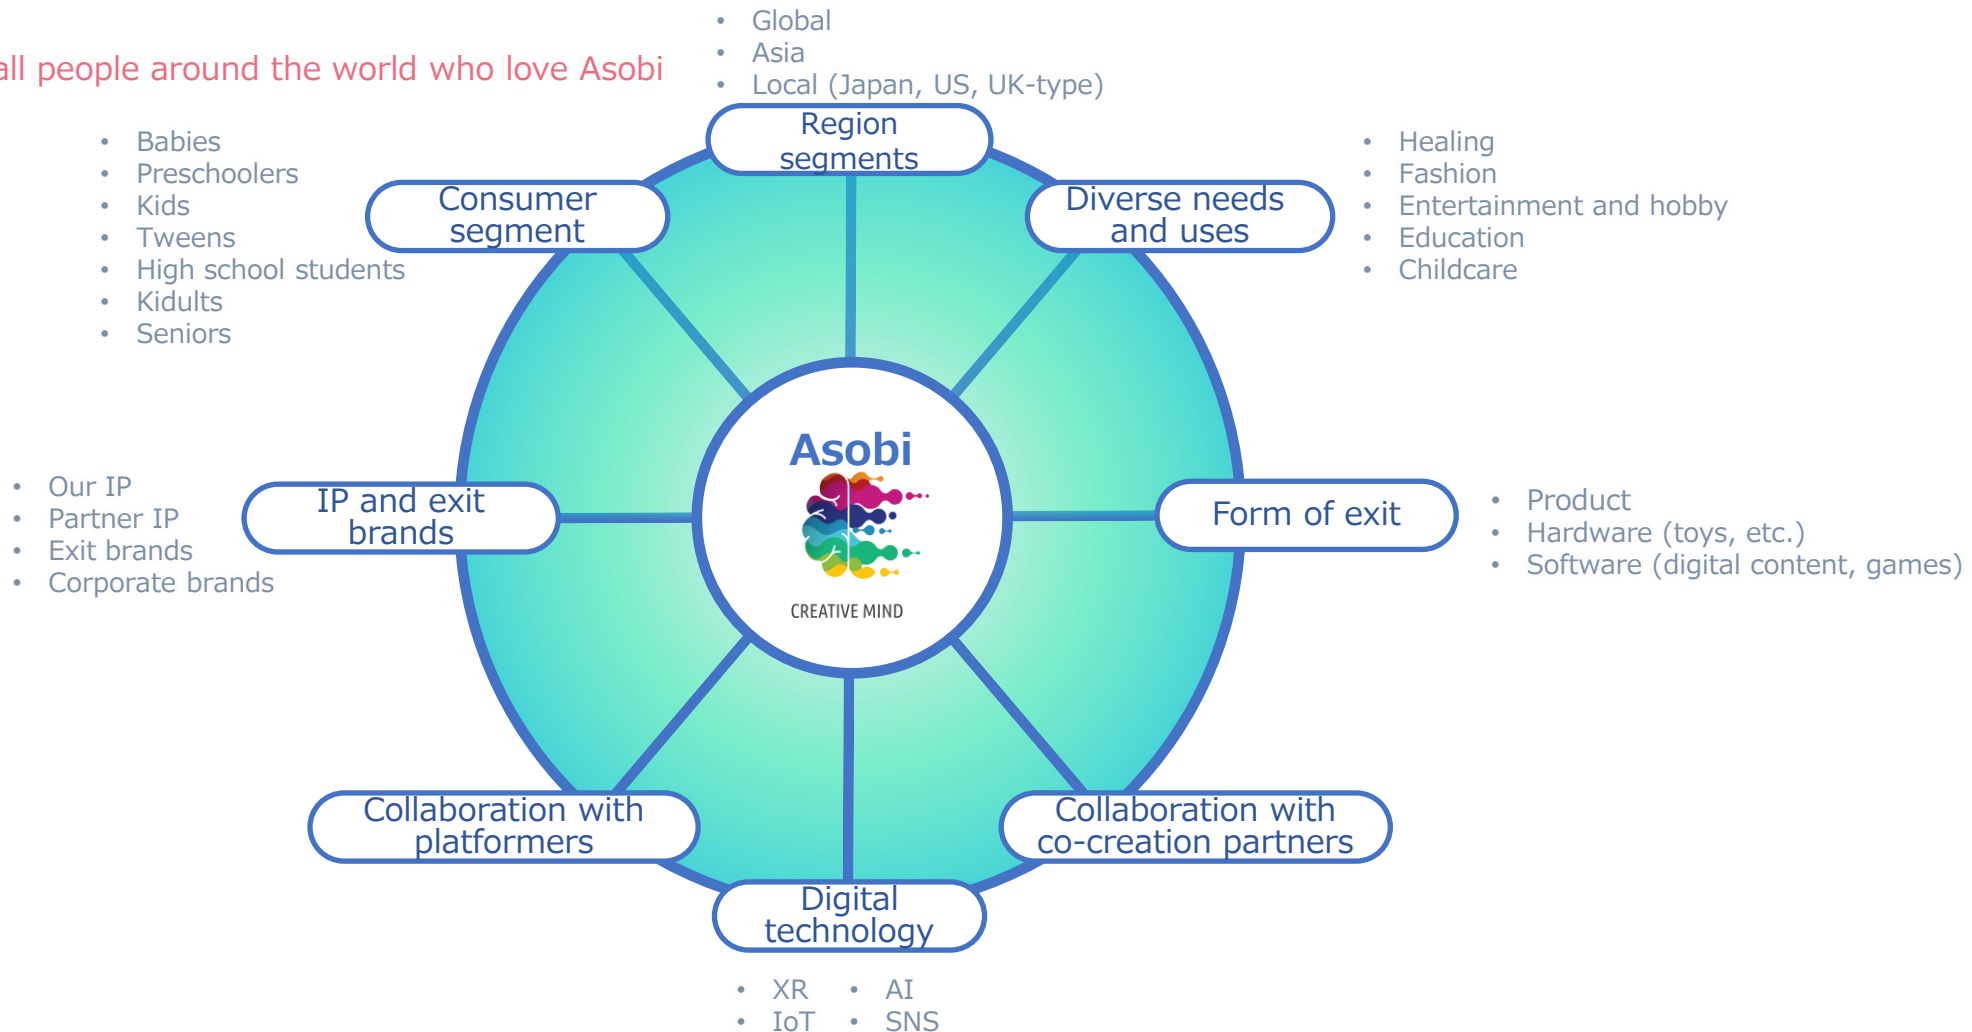 all people around the world who love Asobi
• Global
• Asia
• Local (Japan, US, UK-type)
Region
segments
• Babies
• Preschoolers
• Kids
• Tweens
• High school students
• Kidults
• Seniors
Consumer
segment
Diverse needs
and uses
• Healing
• Fashion
• Entertainment and hobby
• Education
• Childcare
• Our IP
• Partner IP
• Exit brands
• Corporate brands
IP and exit
brands
Asobi
CREATIVE MIND
Form of exit
• Product
• Hardware (toys, etc.)
• Software (digital content, games)
Collaboration with
platformers
Collaboration with
co-creation partners
Digital
technology
• XR • AI
• IoT • SNS